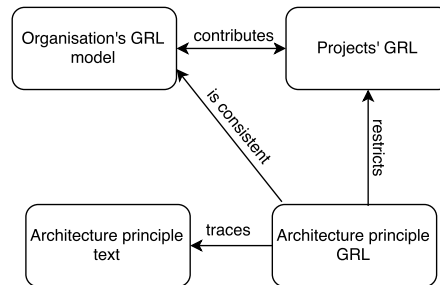 Organisation's GRL
model
contributes
Projects' GRL
is consistent
restricts
Architecture principle
text
traces
Architecture principle
GRL